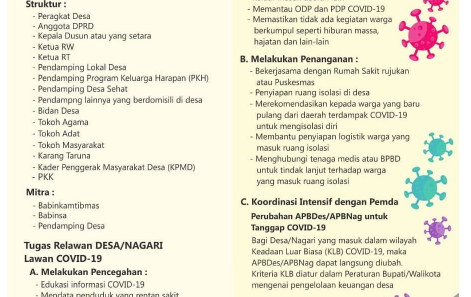 Struktur :
- Peragkat Desa
- Anggota DPRD
- Kepala Dusun atau yang setara
- Ketua RW
- Ketua RT
- Pendamping Lokal Desa
- Pendamping Program Keluarga Harapan (PKH)
- Pendamping Desa Sehat
- Pendampng lainnya yang berdomisili di desa
- Bidan Desa
- Tokoh Agama
- Tokoh Adat
- Tokoh Masyarakat
- Karang Taruna
- Kader Penggerak Masyarakat Desa (KPMD)
- PKK
Mitra :
- Babinkamtibmas
- Babinsa
- Pendamping Desa
Tugas Relawan DESA/NAGARI
Lawan COVID-19
A. Melakukan Pencegahan :
- Edukasi informasi COVID-19
- Mendata penduduk yang rentan sakit
- Memantau ODP dan PDP COVID-19
- Memastikan tidak ada kegiatan warga
berkumpul seperti hiburan massa,
hajatan dan lain-lain
B. Melakukan Penanganan :
- Bekerjasama dengan Rumah Sakit rujukan
atau Puskesmas
- Penyiapan ruang isolasi di desa
- Merekomendasikan kepada warga yang baru
pulang dari daerah terdampak COVID-19
untuk mengisolasi diri
- Membantu penyiapan logistik warga yang
masuk ruang isolasi
- Menghubungi tenaga medis atau BPBD
untuk tindak lanjut terhadap warga
yang masuk ruang isolasi
C. Koordinasi Intensif dengan Pemda
Perubahan APBDes/APBNag untuk
Tanggap COVID-19
Bagi Desa/Nagari yang masuk dalam wilayah
Keadaan Luar Biasa (KLB) COVID-19, maka
APBDes/APBNag dapat langsung diubah.
Kriteria KLB diatur dalam Peraturan Bupati/Walikota
mengenai pengelolaan keuangan desa